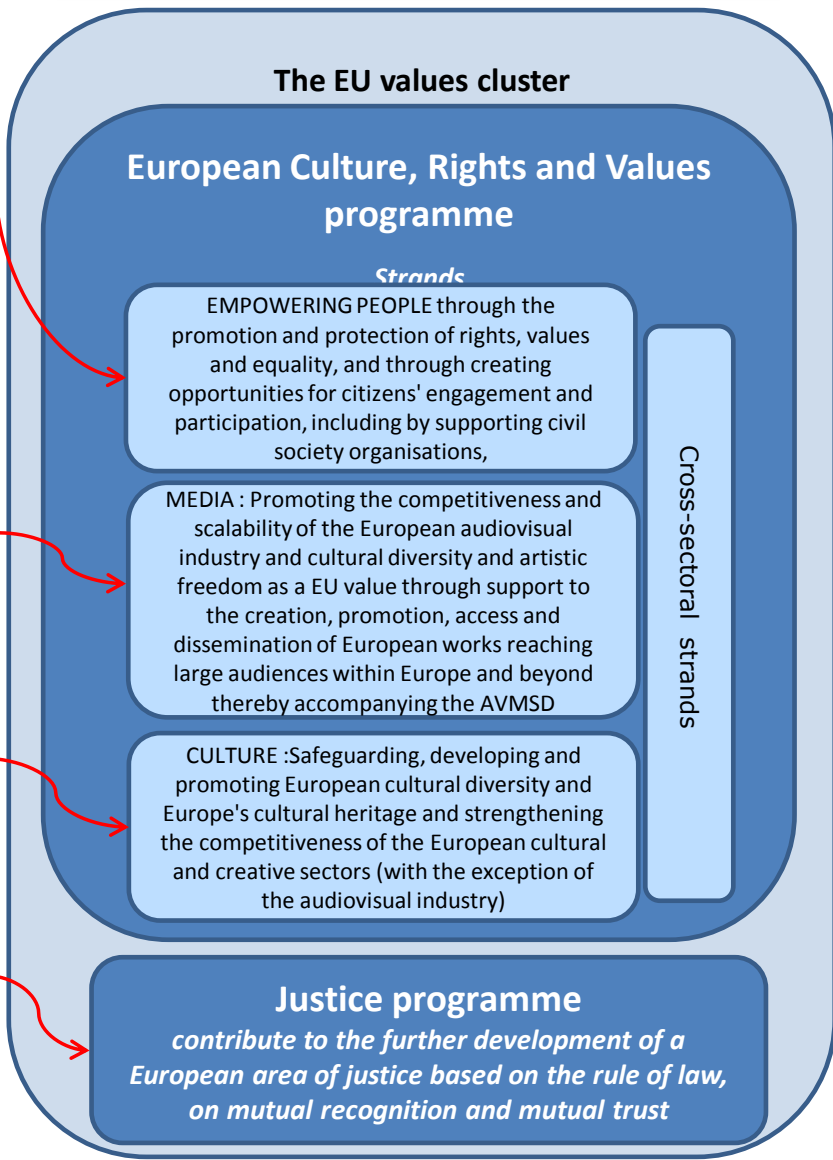 The EU values cluster
European Culture, Rights and Values
programme
Strands
EMPOWERING PEOPLE through the
promotion and protection of rights, values
and equality, and through creating
opportunities for citizens' engagement and
participation, including by supporting civil
society organisations,
MEDIA : Promoting the competitiveness and
scalability of the European audiovisual
industry and cultural diversity and artistic
freedom as a EU value through support to
the creation, promotion, access and
dissemination of European works reaching
large audiences within Europe and beyond
thereby accompanying the AVMSD
CULTURE :Safeguarding, developing and
promoting European cultural diversity and
Europe's cultural heritage and strengthening
the competitiveness of the European cultural
and creative sectors (with the exception of
the audiovisual industry)
Cross-sectoral strands
Justice programme
contribute to the further development of a
European area of justice based on the rule of law,
on mutual recognition and mutual trust